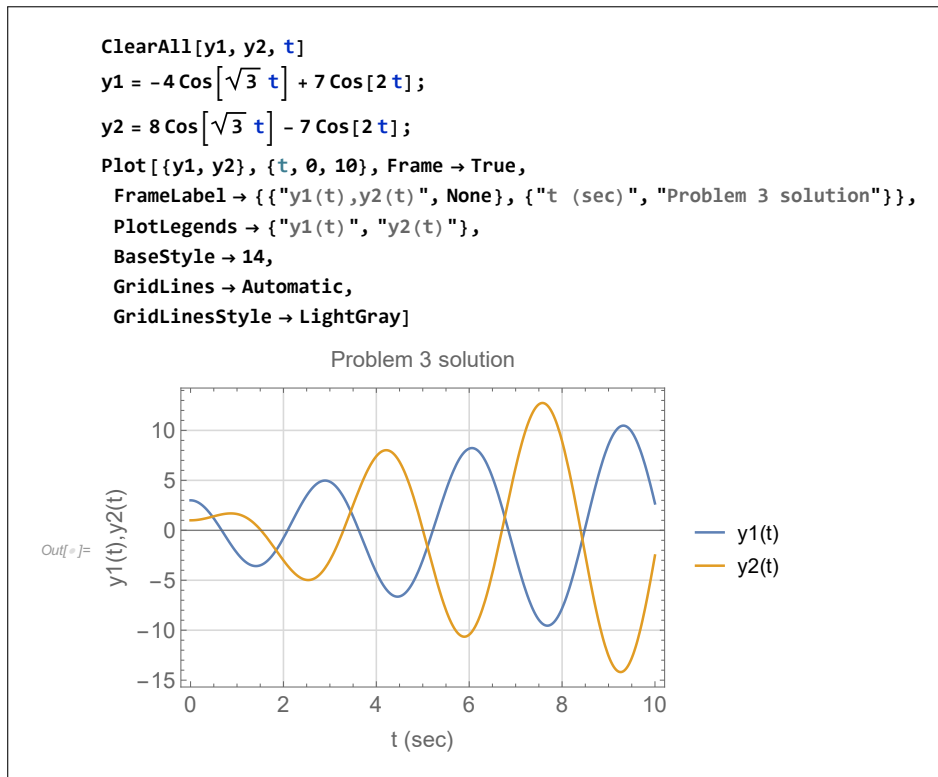 ClearAll[y1, y2, t]
y1 = -4 Cos[√3 t] + 7 Cos[2 t];
y2 = 8 Cos[√3 t] - 7 Cos[2 t];
Plot[{y1, y2}, {t, 0, 10}, Frame → True,
FrameLabel → {{"y1(t),y2(t)", None}, {"t (sec)", "Problem 3 solution"}},
PlotLegends → {"y1(t)", "y2(t)"},
BaseStyle → 14,
GridLines → Automatic,
GridLinesStyle → LightGray]
Problem 3 solution
Out[◦]=
y1(t),y2(t)
10
5
0
-5
-10
-15
0 2 4 6 8 10
t (sec)
y1(t)
y2(t)